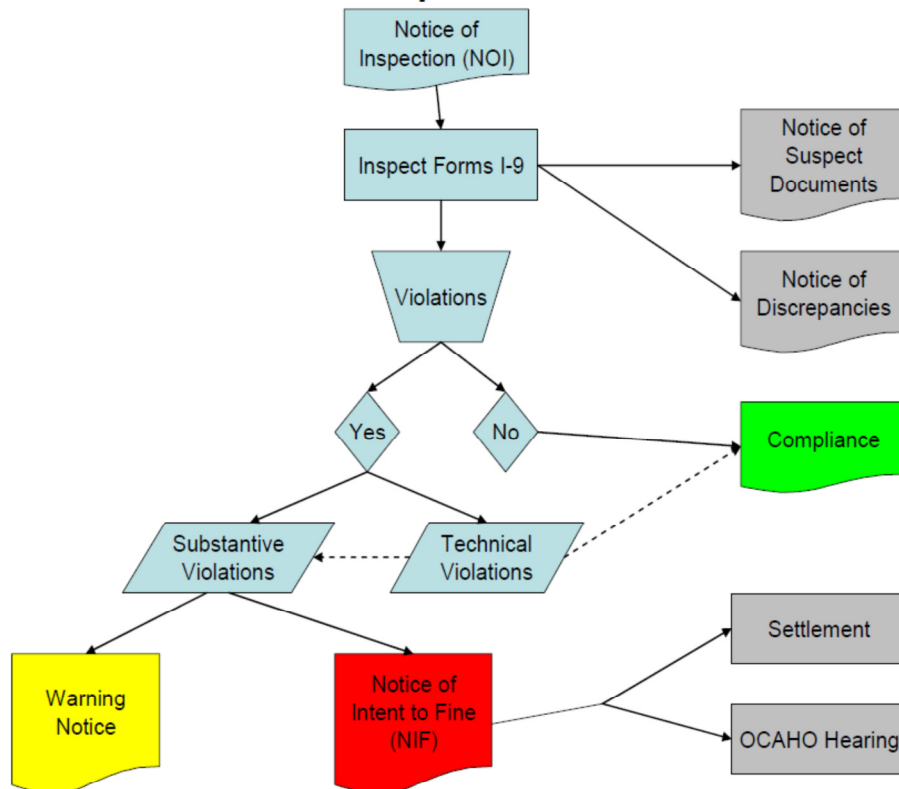 Notice of
Inspection (NOI)
Inspect Forms I-9
Notice of
Suspect
Documents
Violations
Notice of
Discrepancies
Yes
No
Compliance
Substantive
Violations
Technical
Violations
Settlement
Warning
Notice
Notice of
Intent to Fine
(NIF)
OCAHO Hearing